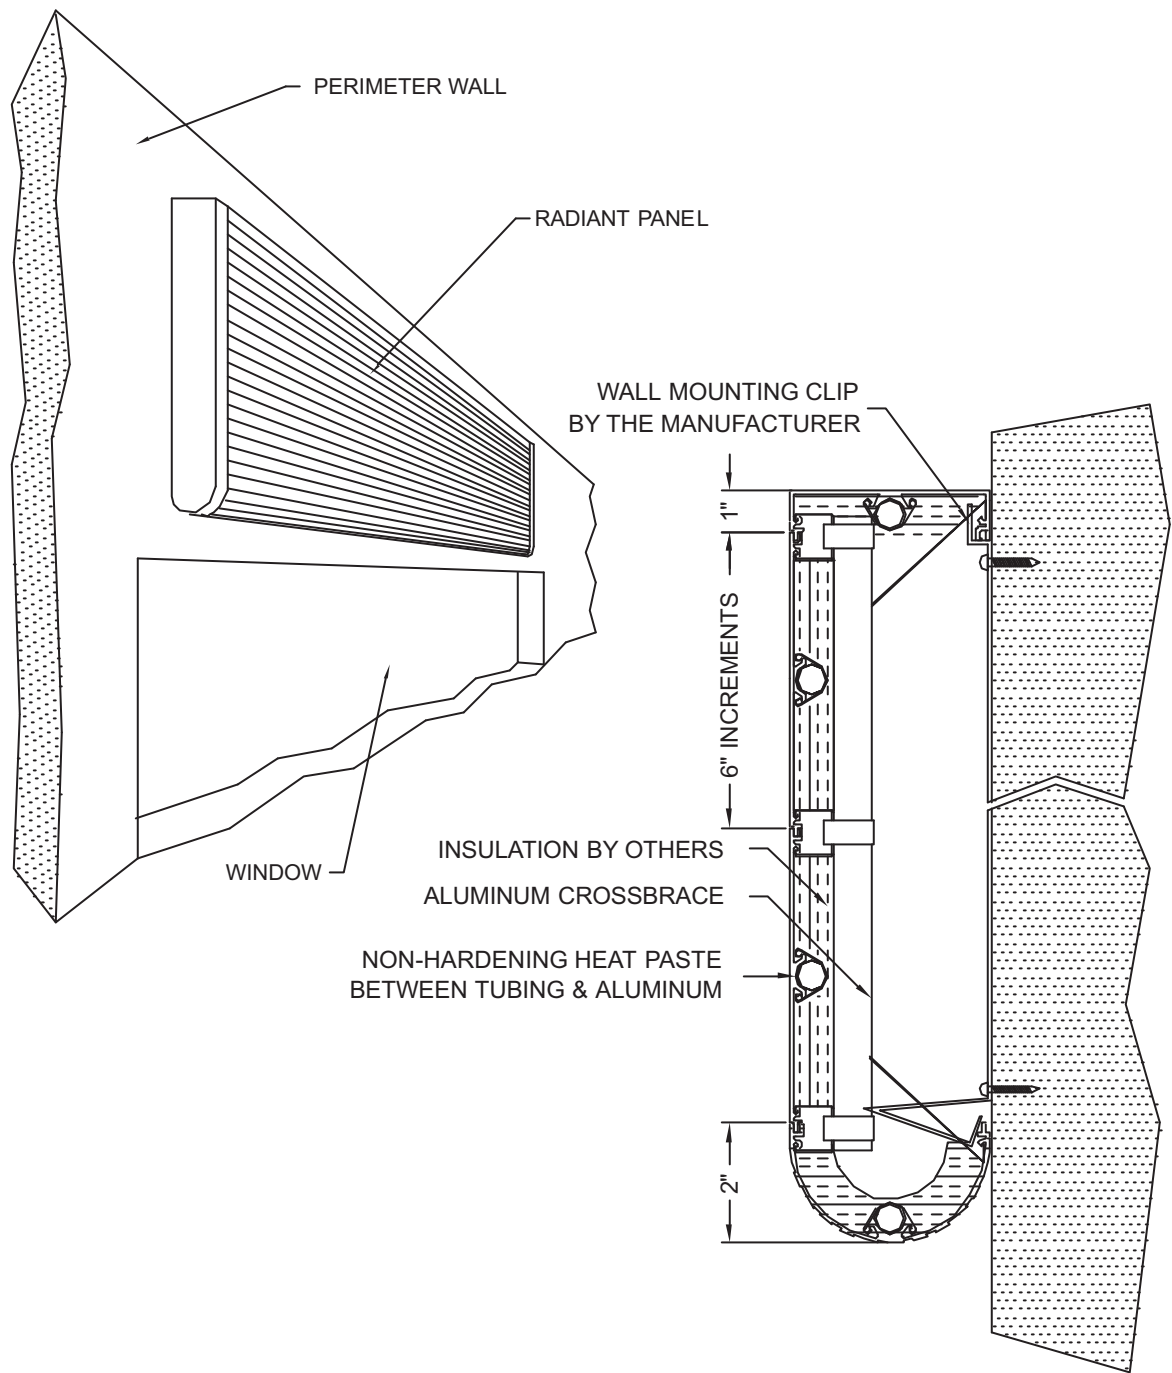 PERIMETER WALL
RADIANT PANEL
WALL MOUNTING CLIP
BY THE MANUFACTURER
1"
6" INCREMENTS
INSULATION BY OTHERS
WINDOW
ALUMINUM CROSSBRACE
NON-HARDENING HEAT PASTE
BETWEEN TUBING & ALUMINUM
2"